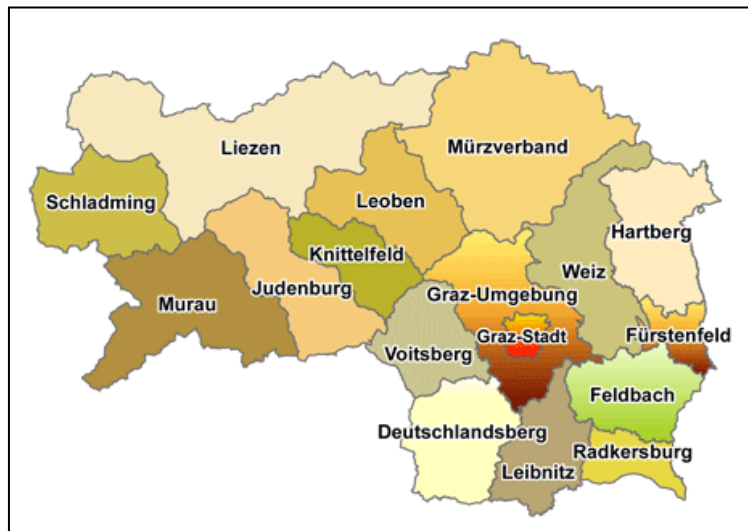 Liezen
Mürzverband
Schladming
Leoben
Hartberg
Knittelfeld
Weiz
Judenburg
Graz-Umgebung
Murau
Graz-Stadt
Fürstenfeld
Voitsberg
Feldbach
Deutschlandsberg
Radkersburg
Leibnitz